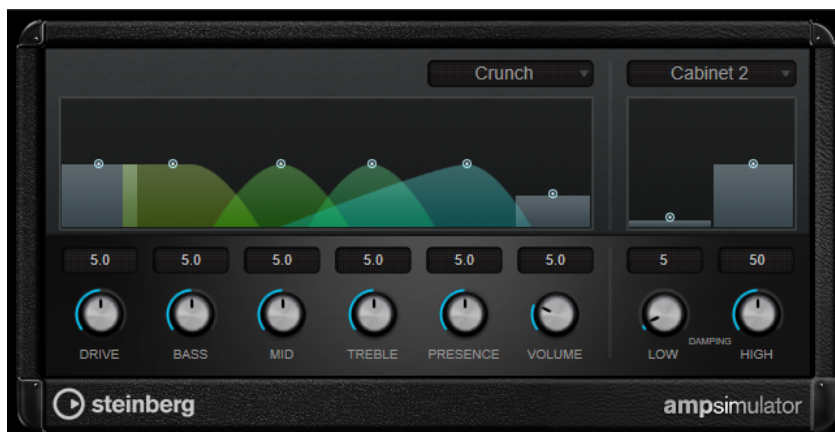 Crunch Cabinet 2
5.0 5.0 5.0 5.0 5.0 5.0 5 50
DRIVE BASS MID TREBLE PRESENCE VOLUME LOW DAMPING HIGH
steinberg ampsimulator